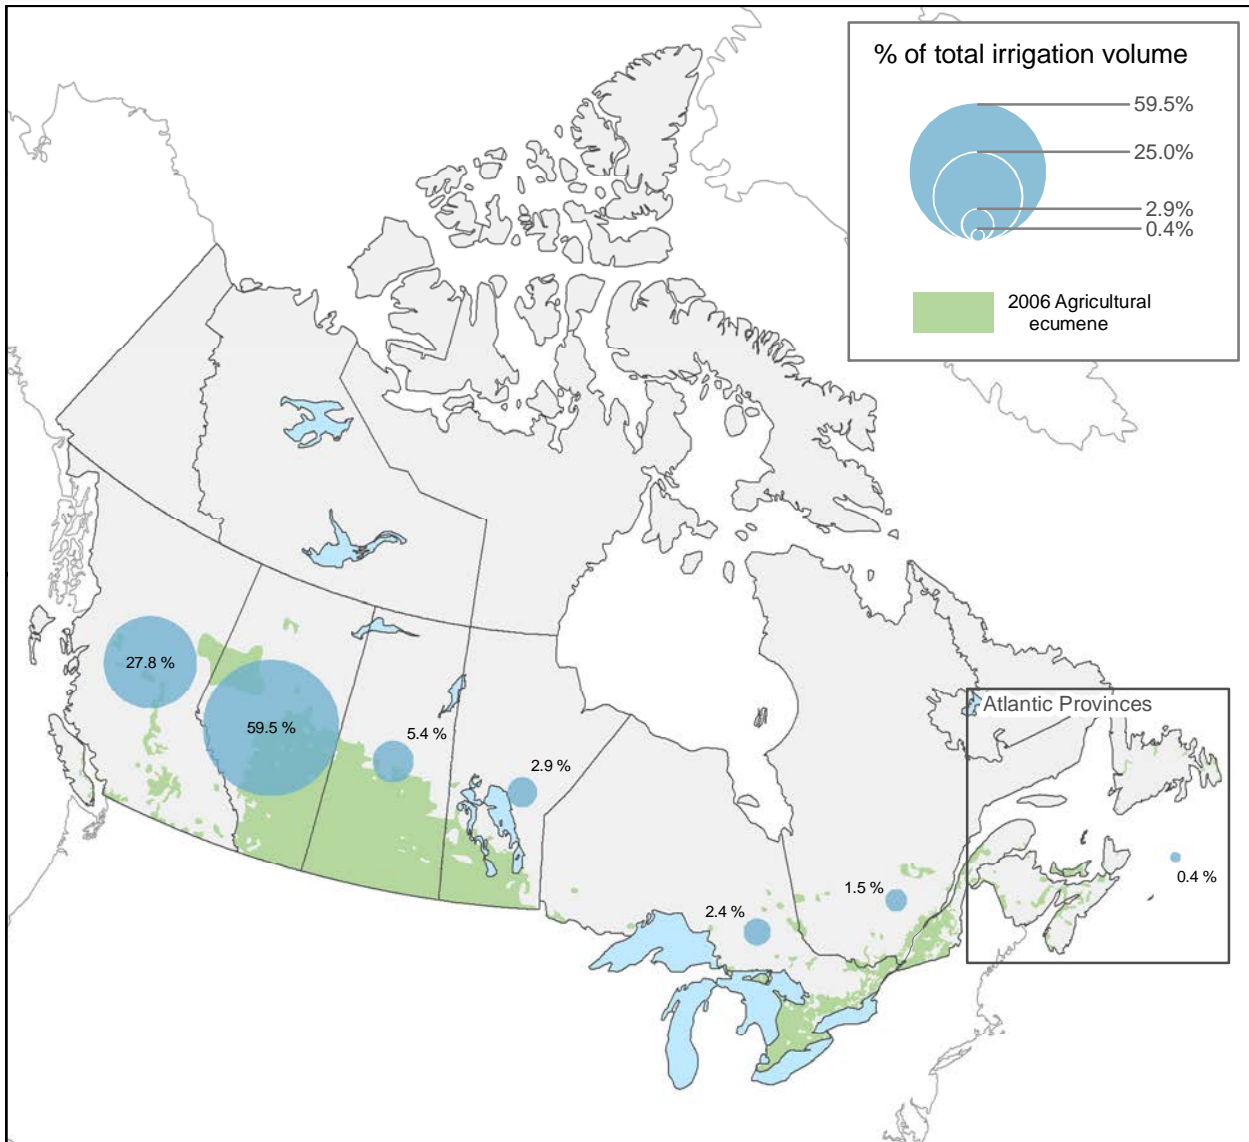 % of total irrigation volume
59.5%
25.0%
2.9%
0.4%
2006 Agricultural
ecumene
27.8 %
59.5 %
5.4 %
2.9 %
Atlantic Provinces
0.4 %
1.5 %
2.4 %